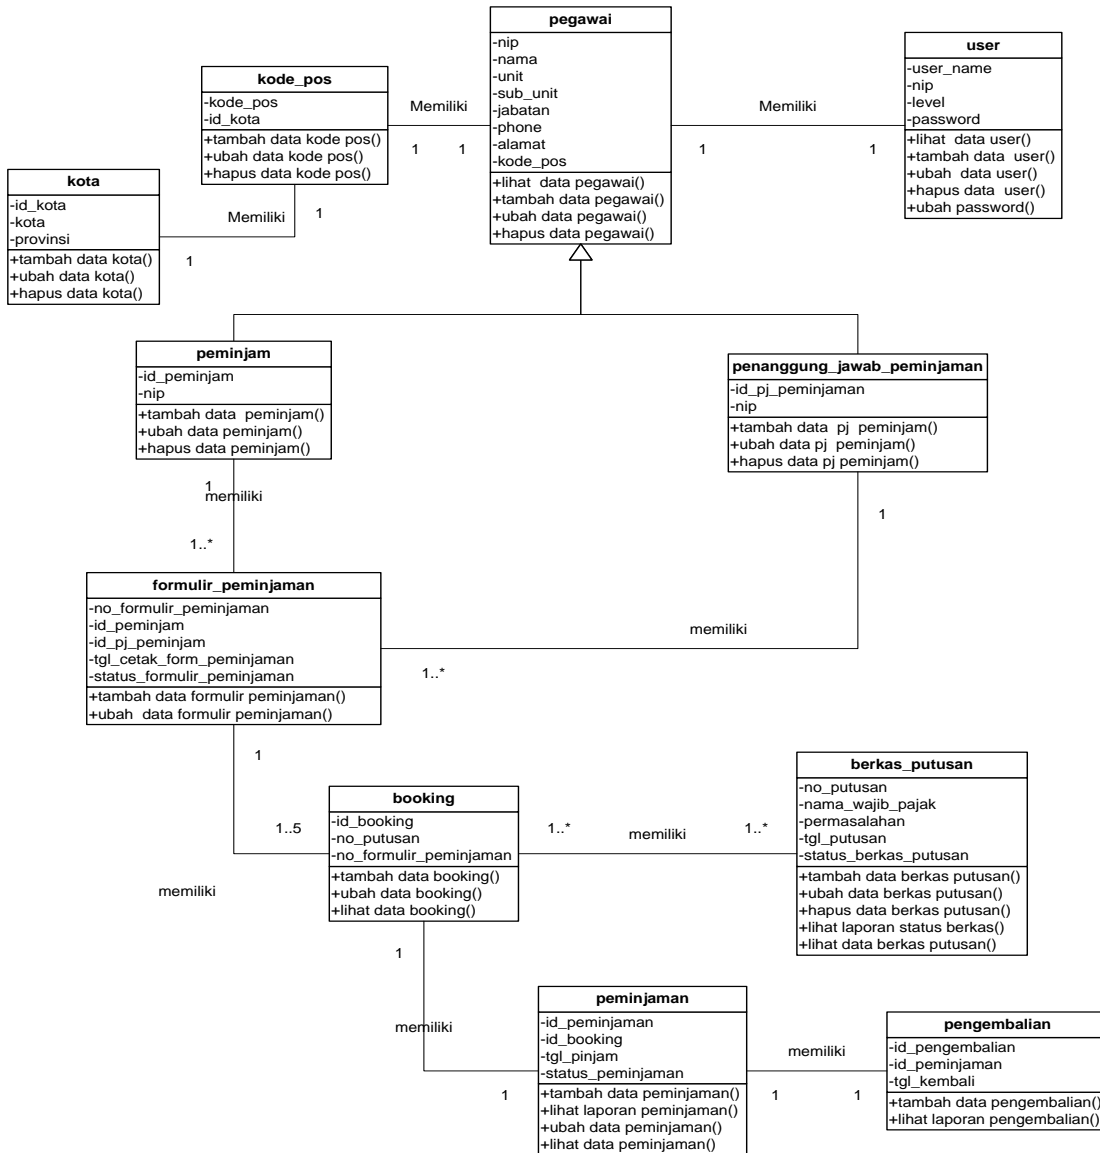 pegawai
-nip
-nama
-unit
-sub_unit
-jabatan
-phone
-alamat
-kode_pos
+lihat  data pegawai()
+tambah data pegawai()
+ubah data pegawai()
+hapus data pegawai()
user
-user_name
-nip
-level
-password
+lihat  data user()
+tambah data  user()
+ubah  data user()
+hapus data  user()
+ubah password()
kode_pos
-kode_pos
-id_kota
+tambah data kode pos()
+ubah data kode pos()
+hapus data kode pos()
Memiliki
1
1
Memiliki
1
1
kota
-id_kota
-kota
-provinsi
+tambah data kota()
+ubah data kota()
+hapus data kota()
Memiliki
1
1
peminjam
-id_peminjam
-nip
+tambah data  peminjam()
+ubah data peminjam()
+hapus data peminjam()
penanggung_jawab_peminjaman
-id_pj_peminjaman
-nip
+tambah data  pj  peminjam()
+ubah data pj  peminjam()
+hapus data pj peminjam()
1
memiliki
1..*
1
memiliki
1..*
formulir_peminjaman
-no_formulir_peminjaman
-id_peminjam
-id_pj_peminjam
-tgl_cetak_form_peminjaman
-status_formulir_peminjaman
+tambah data formulir peminjaman()
+ubah  data formulir peminjaman()
1
1..5
memiliki
booking
-id_booking
-no_putusan
-no_formulir_peminjaman
+tambah data booking()
+ubah data booking()
+lihat data booking()
1..*
memiliki
1..*
berkas_putusan
-no_putusan
-nama_wajib_pajak
-permasalahan
-tgl_putusan
-status_berkas_putusan
+tambah data berkas putusan()
+ubah data berkas putusan()
+hapus data berkas putusan()
+lihat laporan status berkas()
+lihat data berkas putusan()
1
memiliki
1
peminjaman
-id_peminjaman
-id_booking
-tgl_pinjam
-status_peminjaman
+tambah data peminjaman()
+lihat laporan peminjaman()
+ubah data peminjaman()
+lihat data peminjaman()
memiliki
1
1
pengembalian
-id_pengembalian
-id_peminjaman
-tgl_kembali
+tambah data pengembalian()
+lihat laporan pengembalian()